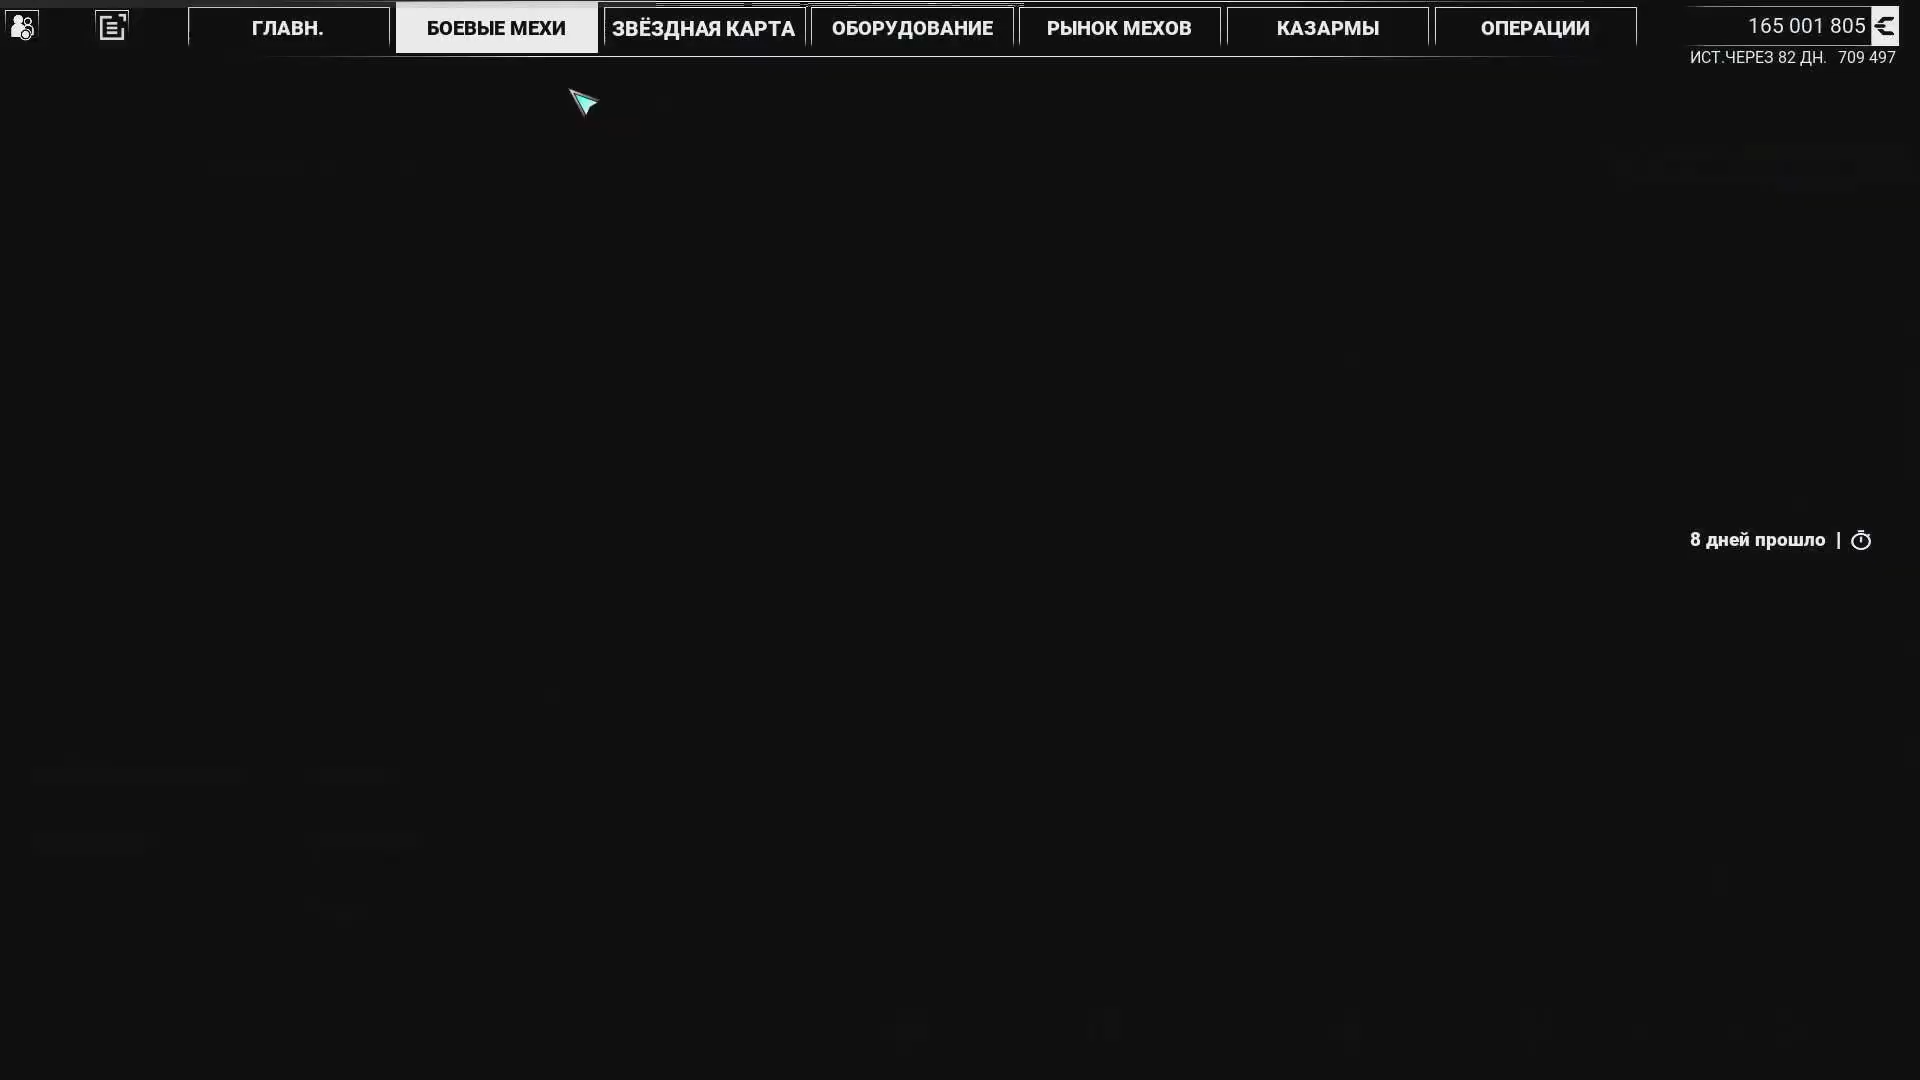 ГЛАВН.
БОЕВЫЕ МЕХИ
ЗВЁЗДНАЯ КАРТА
ОБОРУДОВАНИЕ
РЫНОК МЕХОВ
КАЗАРМЫ
ОПЕРАЦИИ
165 001 805
ИСТ.ЧЕРЕЗ 82 ДН. 709 497
8 дней прошло |